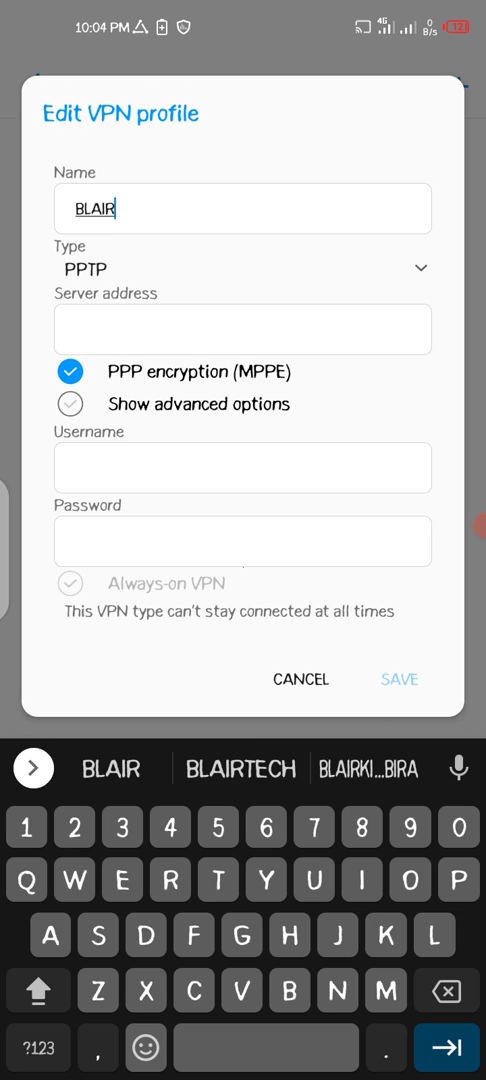 10:04 PM 4G 0 B/s 12
Edit VPN profile
Name
BLAIR
Type
PPTP
Server address
PPP encryption (MPPE)
Show advanced options
Username
Password
Always-on VPN
This VPN type can't stay connected at all times
CANCEL SAVE
BLAIR BLAIRTECH BLAIRKI...BIRA
1 2 3 4 5 6 7 8 9 0
Q W E R T Y U I O P
A S D F G H J K L
Z X C V B N M
?123 , .